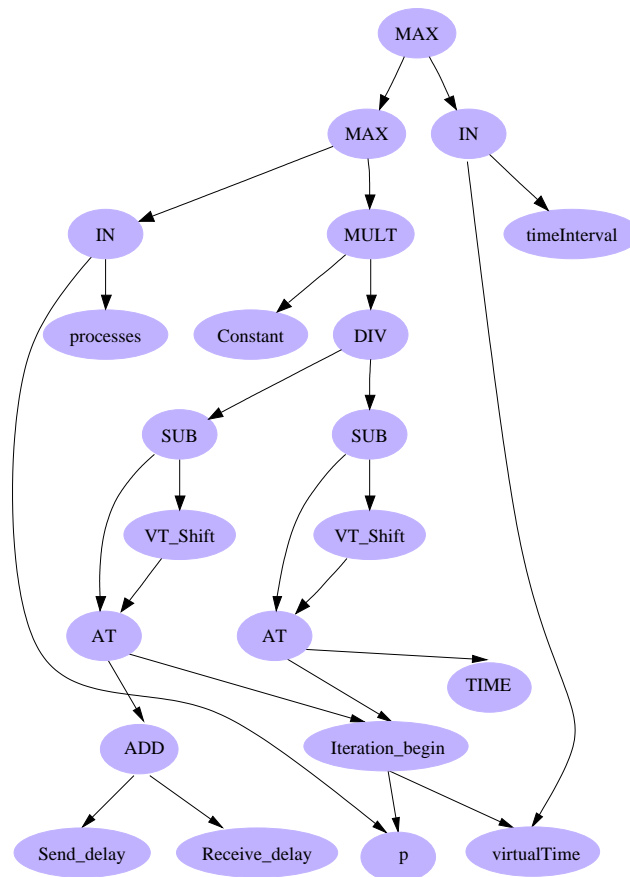 MAX
MAX
IN
IN
MULT
timeInterval
processes
Constant
DIV
SUB
SUB
VT_Shift
VT_Shift
AT
AT
TIME
ADD
Iteration_begin
Send_delay
Receive_delay
p
virtualTime